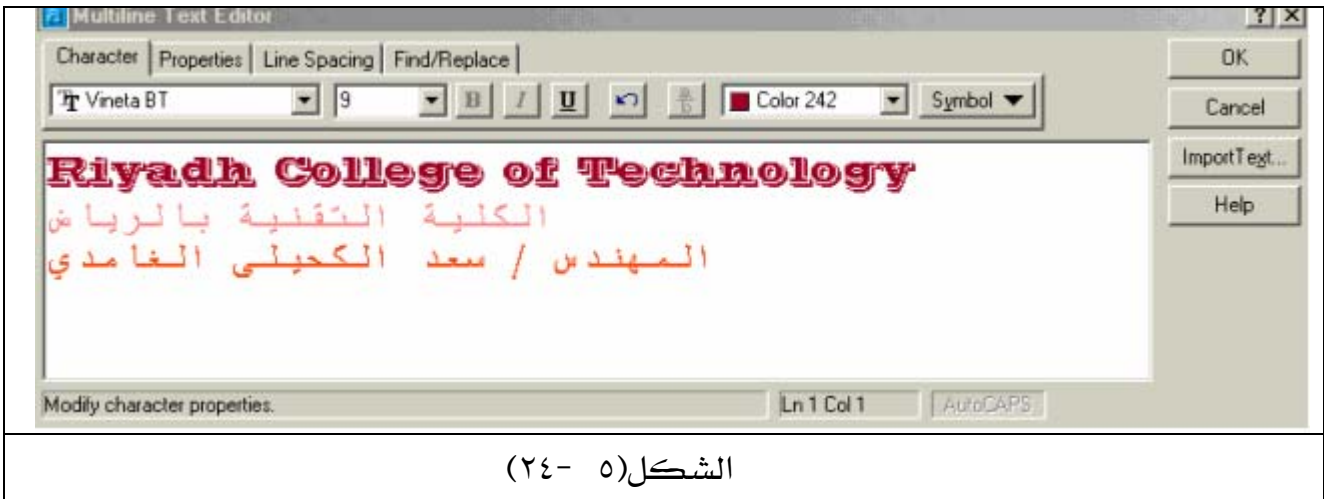 Multiline Text Editor
Character Properties Line Spacing Find/Replace
OK
Vineta BT 9 B I U Color 242 Symbol
Cancel
Riyadh College of Technology
ImportText...
الكلية التقنية بالرياض
Help
المهندس / سعد الكحيلي الغامدي
Modify character properties. Ln 1 Col 1 AutoCAPS
الشكل(٥ -٢٤)